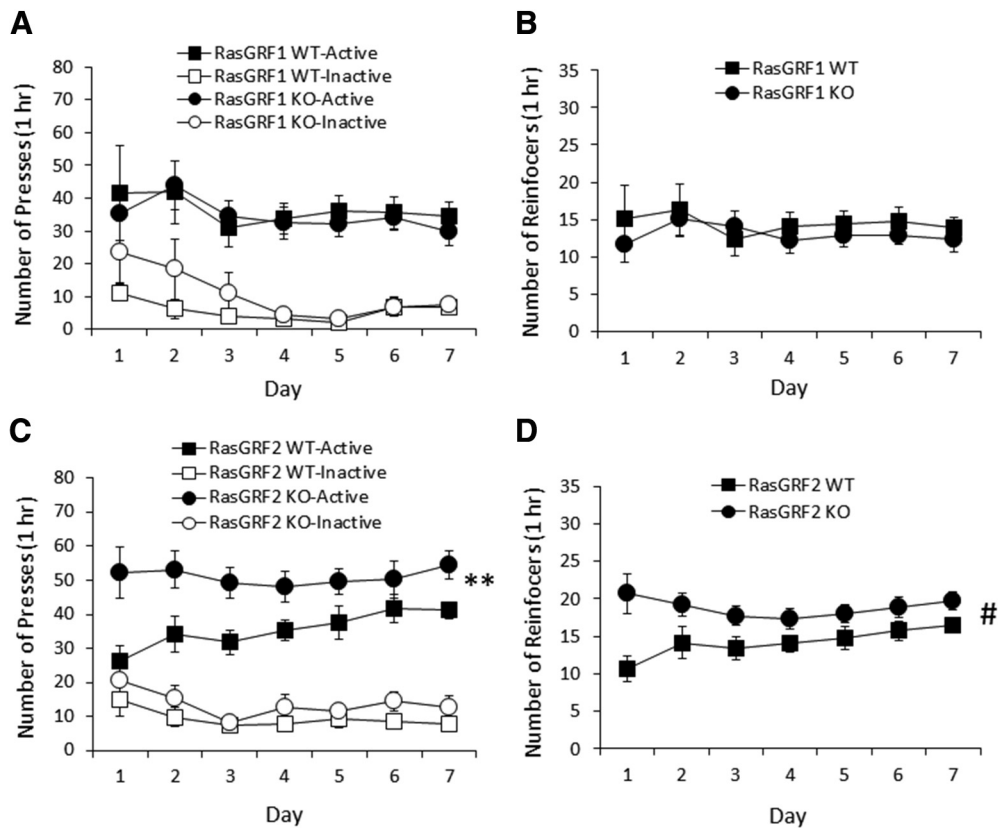 A
RasGRF1 WT-Active
RasGRF1 WT-Inactive
RasGRF1 KO-Active
RasGRF1 KO-Inactive
Number of Presses (1 hr)
80
70
60
50
40
30
20
10
0
1 2 3 4 5 6 7
Day
B
RasGRF1 WT
RasGRF1 KO
Number of Reinfocers (1 hr)
35
30
25
20
15
10
5
0
1 2 3 4 5 6 7
Day
C
RasGRF2 WT-Active
RasGRF2 WT-Inactive
RasGRF2 KO-Active
RasGRF2 KO-Inactive
Number of Presses (1 hr)
80
70
60
50
40
30
20
10
0
**
1 2 3 4 5 6 7
Day
D
RasGRF2 WT
RasGRF2 KO
Number of Reinfocers (1 hr)
35
30
25
20
15
10
5
0
#
1 2 3 4 5 6 7
Day